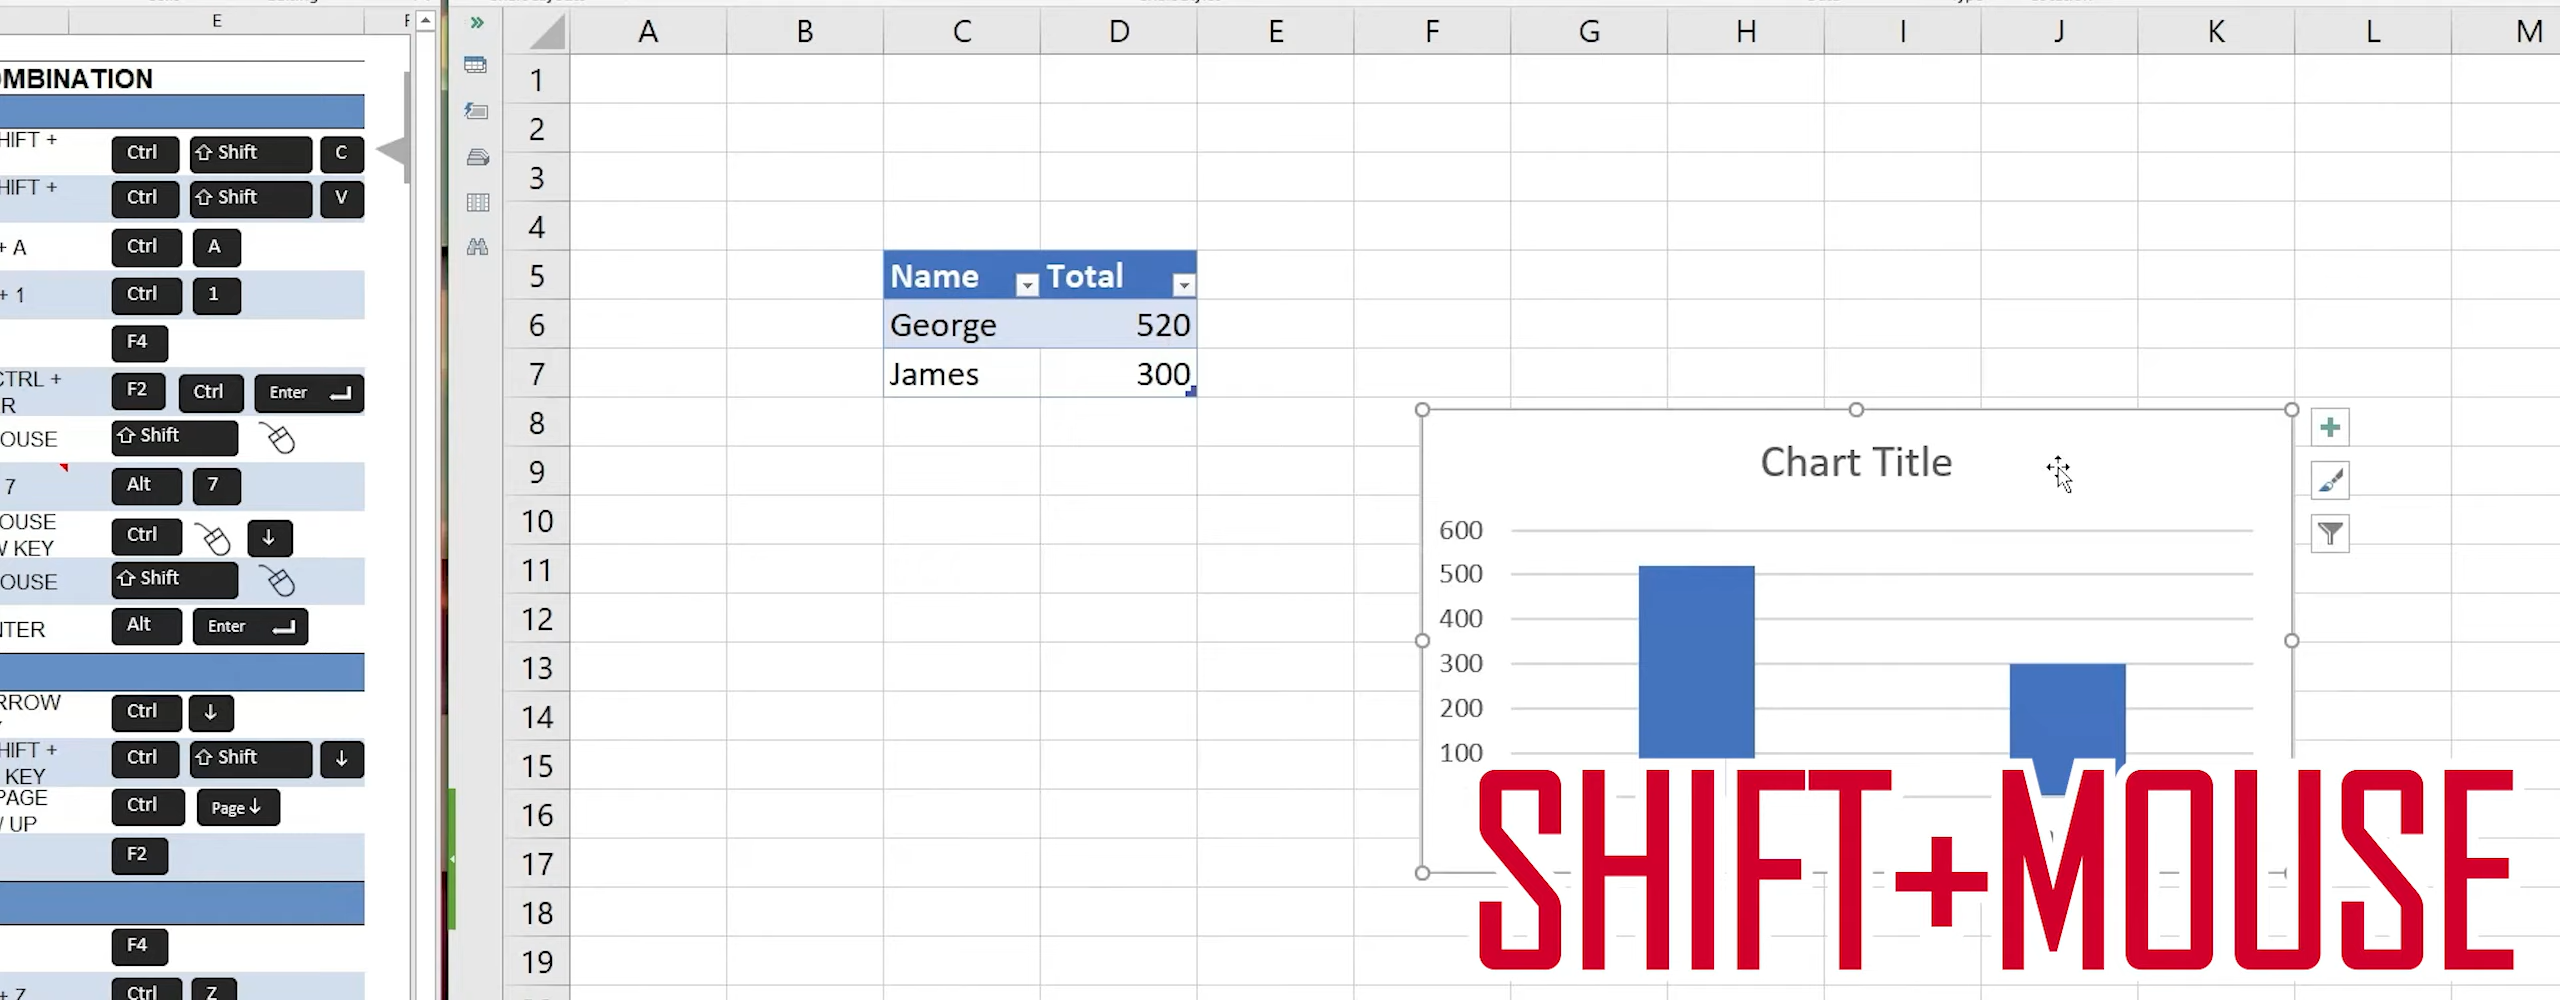 E
F
OMBINATION
HIFT +
Ctrl Shift C
HIFT +
Ctrl Shift V
+ A
Ctrl A
+ 1
Ctrl 1
F4
CTRL +
R
F2 Ctrl Enter
OUSE
Shift
7
Alt 7
OUSE
W KEY
Ctrl ↓
OUSE
Shift
NTER
Alt Enter
RROW
Ctrl ↓
HIFT +
KEY
Ctrl Shift ↓
PAGE
/ UP
Ctrl Page ↓
F2
F4
+ Z
Ctrl Z
A B C D E F G H I J K L M
1
2
3
4
5 Name Total
6 George 520
7 James 300
8
9
10
11
12
13
14
15
16
17
18
19
Chart Title
600
500
400
300
200
100
SHIFT+MOUSE